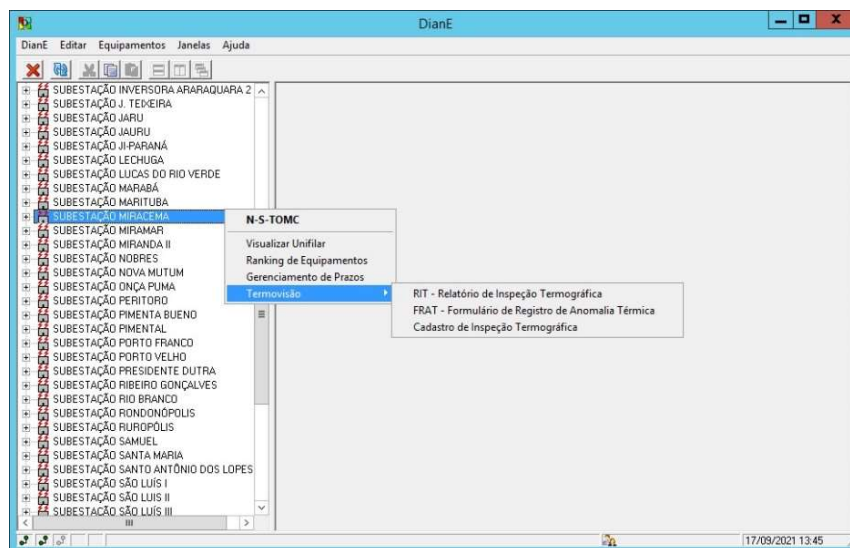 DianE
DianE Editar Equipamentos Janelas Ajuda
SUBESTAÇÃO INVERSORA ARARAQUARA 2
SUBESTAÇÃO J. TEIXEIRA
SUBESTAÇÃO JARU
SUBESTAÇÃO JAURU
SUBESTAÇÃO JI-PARANÁ
SUBESTAÇÃO LECHUGA
SUBESTAÇÃO LUCAS DO RIO VERDE
SUBESTAÇÃO MARABÁ
SUBESTAÇÃO MARITUBA
SUBESTAÇÃO MIRACEMA
SUBESTAÇÃO MIRAMAR
SUBESTAÇÃO MIRANDA II
SUBESTAÇÃO NOBRES
SUBESTAÇÃO NOVA MUTUM
SUBESTAÇÃO ONÇA PUMA
SUBESTAÇÃO PERITORO
SUBESTAÇÃO PIMENTA BUENO
SUBESTAÇÃO PIMENTAL
SUBESTAÇÃO PORTO FRANCO
SUBESTAÇÃO PORTO VELHO
SUBESTAÇÃO PRESIDENTE DUTRA
SUBESTAÇÃO RIBEIRO GONÇALVES
SUBESTAÇÃO RIO BRANCO
SUBESTAÇÃO RONDONÓPOLIS
SUBESTAÇÃO RUROPÓLIS
SUBESTAÇÃO SAMUEL
SUBESTAÇÃO SANTA MARIA
SUBESTAÇÃO SANTO ANTÔNIO DOS LOPES
SUBESTAÇÃO SÃO LUÍS I
SUBESTAÇÃO SÃO LUIS II
SUBESTAÇÃO SÃO LUÍS III
N-S-TOMC
Visualizar Unifilar
Ranking de Equipamentos
Gerenciamento de Prazos
Termovisão
RIT - Relatório de Inspeção Termográfica
FRAT - Formulário de Registro de Anomalia Térmica
Cadastro de Inspeção Termográfica
17/09/2021 13:45